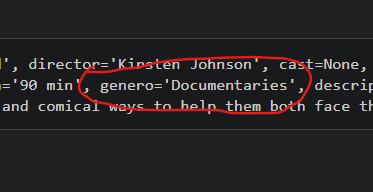 ', director='Kirsten Johnson', cast=None,
='90 min', genero='Documentaries', descrip
and comical ways to help them both face th